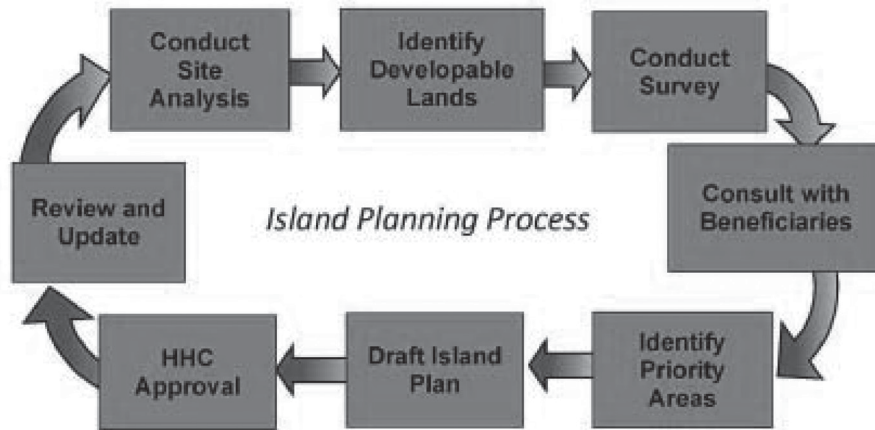 Conduct
Site
Analysis
Identify
Developable
Lands
Conduct
Survey
Consult with
Beneficiaries
Identify
Priority
Areas
Draft Island
Plan
HHC
Approval
Review and
Update
Island Planning Process